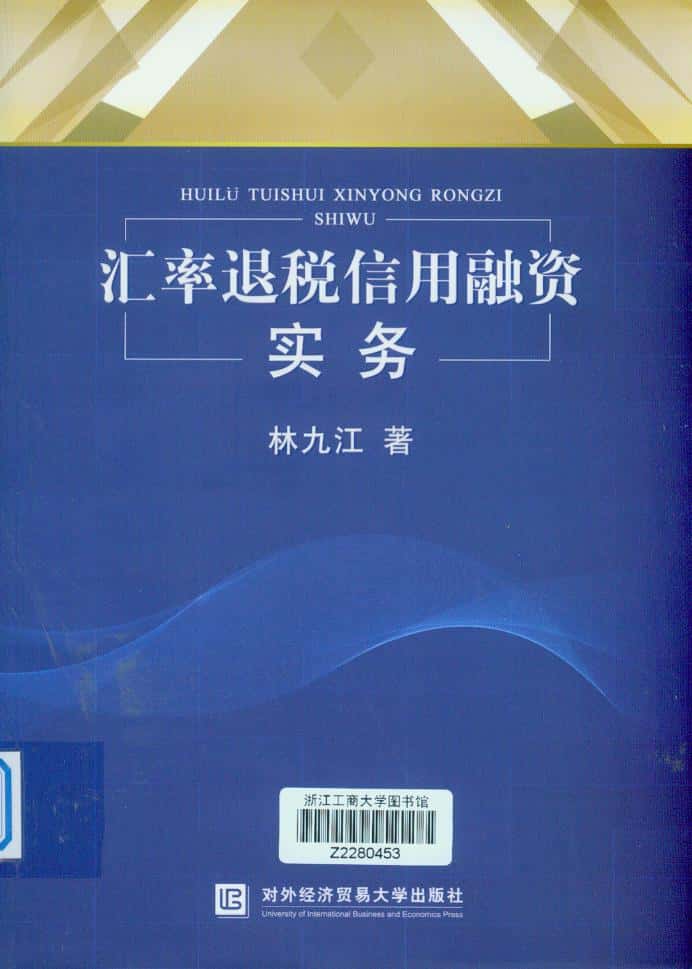 HUILÜ TUISHUI XINYONG RONGZI
SHIWU
汇率退税信用融资
实务
林九江 著
浙江工商大学图书馆
Z2280453
对外经济贸易大学出版社
University of International Business and Economics Press